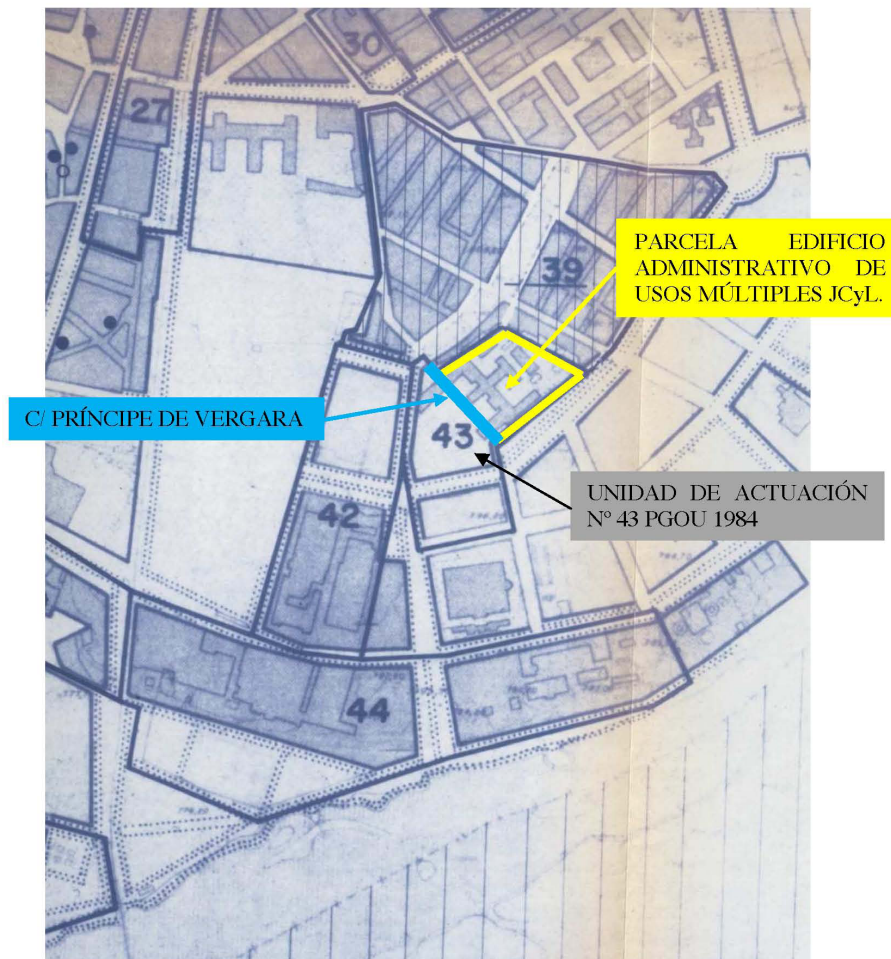 30
27
PARCELA EDIFICIO
ADMINISTRATIVO DE
USOS MÚLTIPLES JCyL.
39
C/ PRÍNCIPE DE VERGARA
43
UNIDAD DE ACTUACIÓN
Nº 43 PGOU 1984
42
44